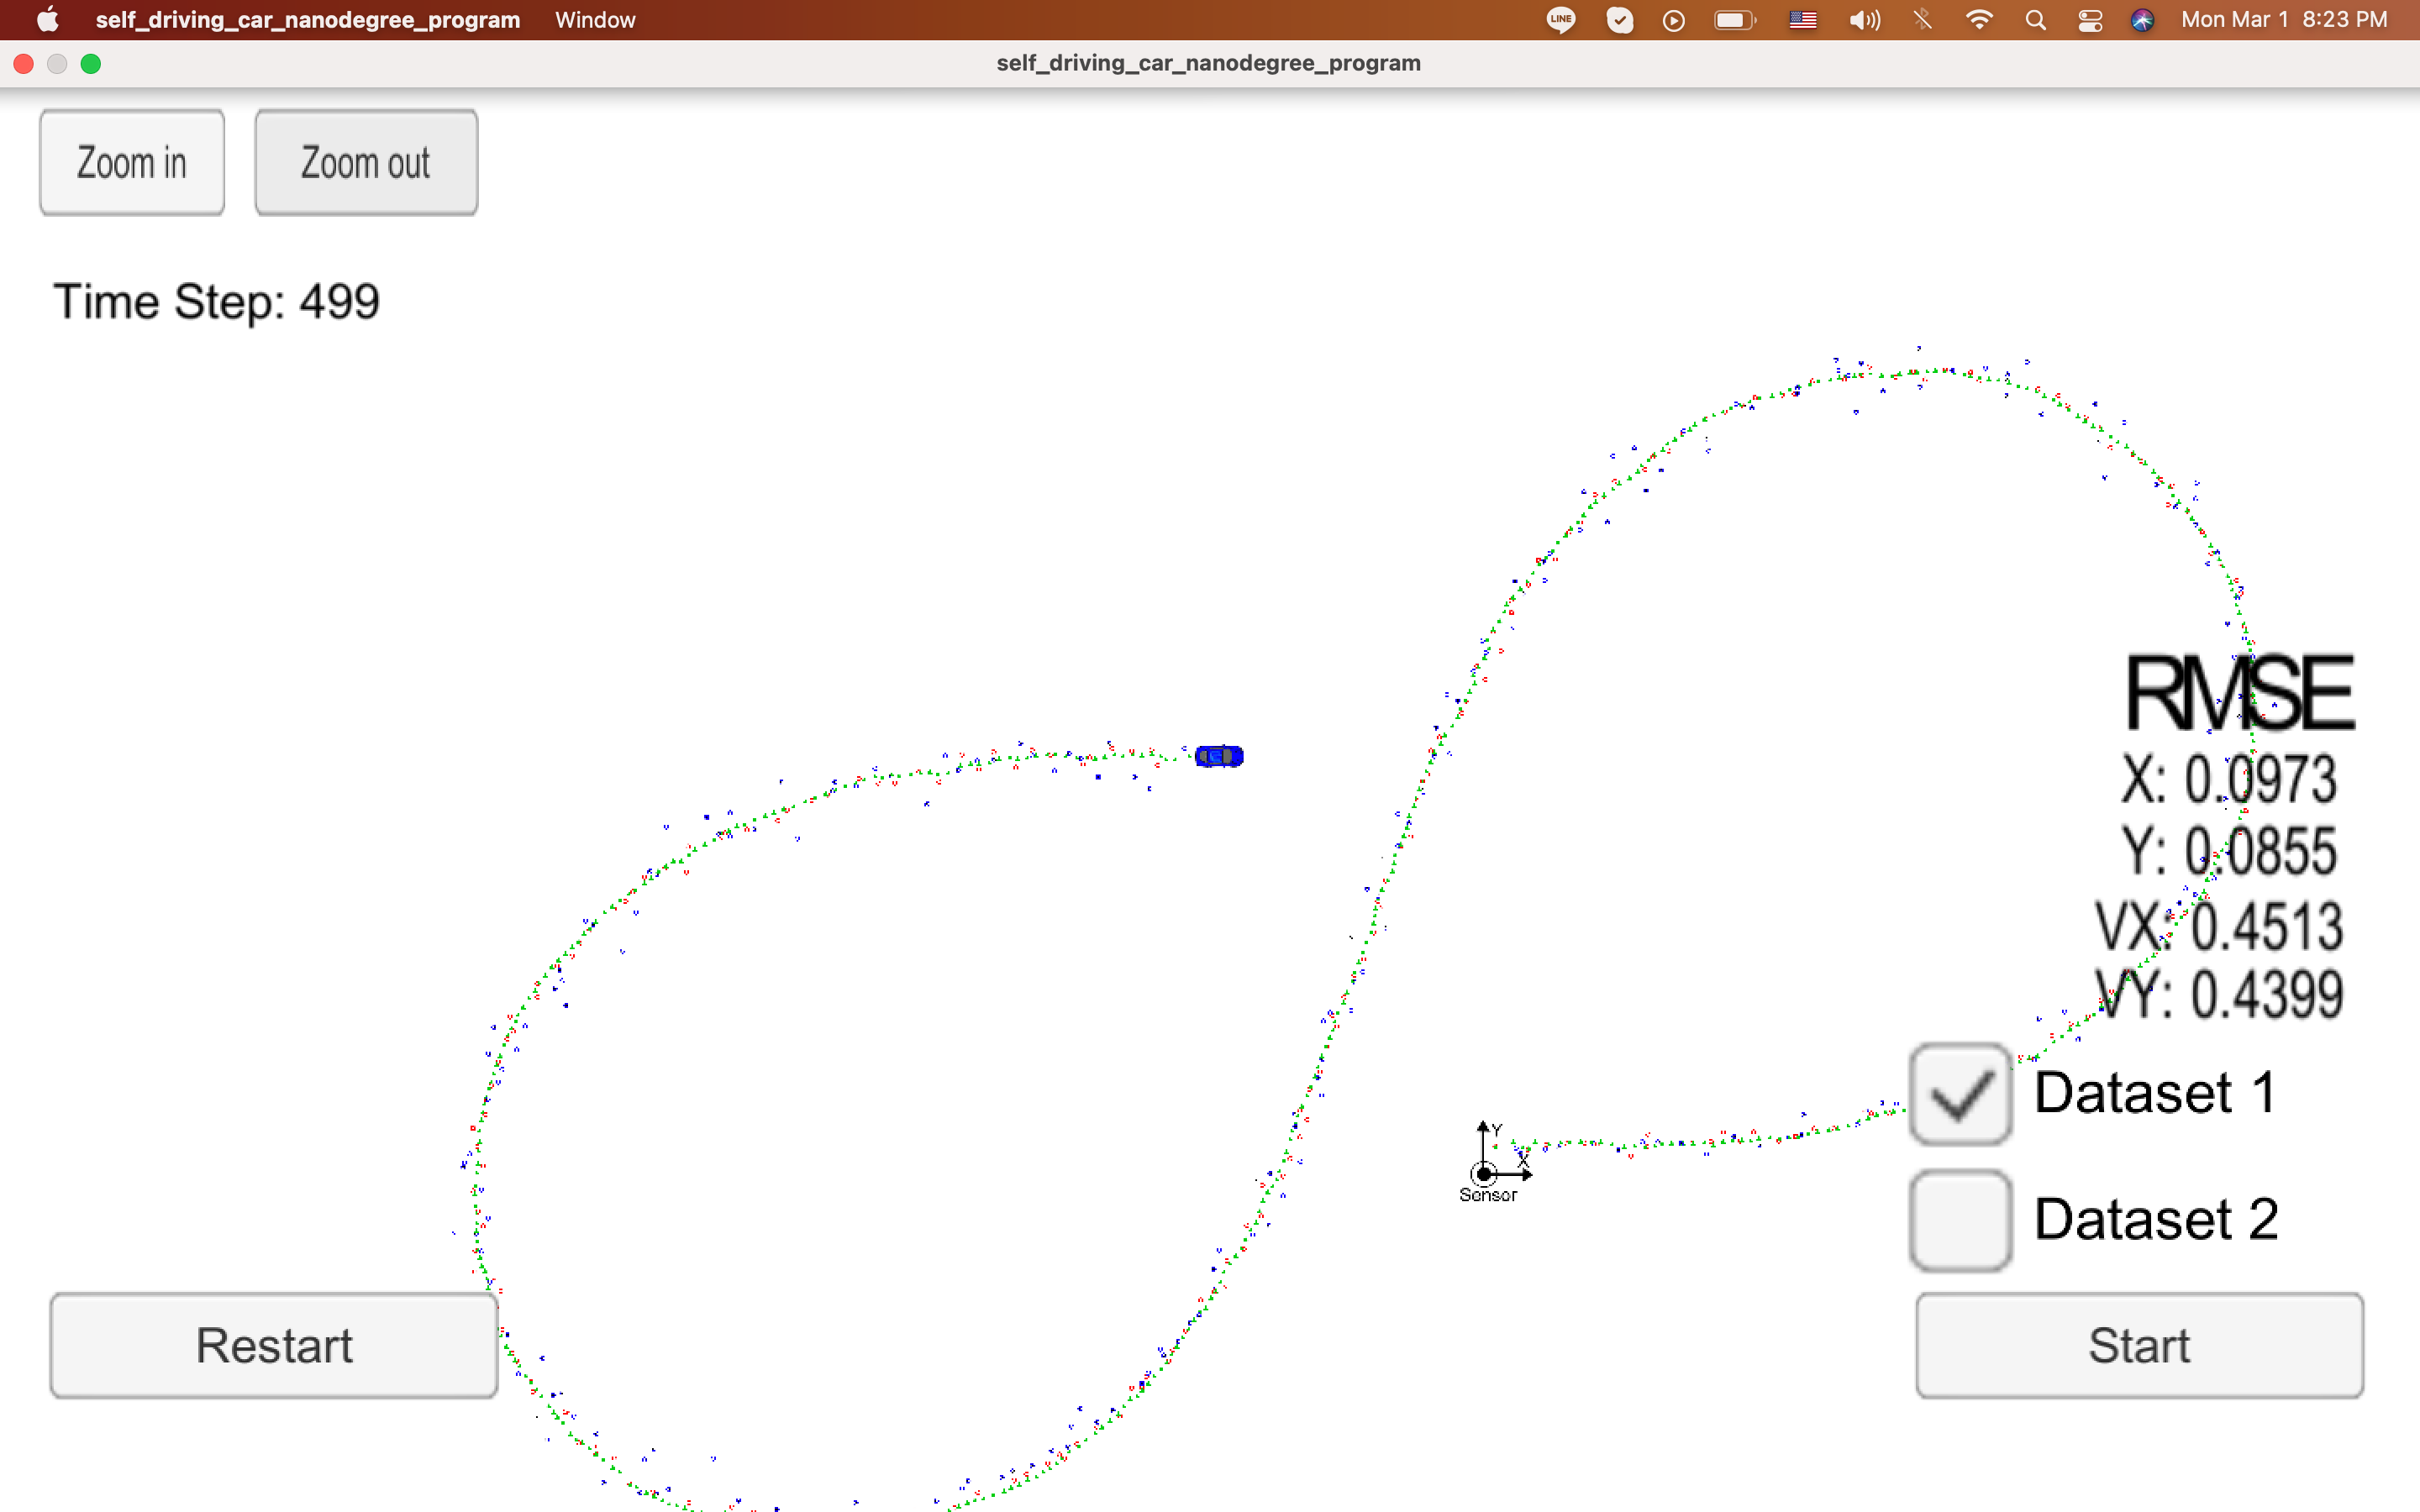 self_driving_car_nanodegree_program Window LINE Mon Mar 1 8:23 PM
self_driving_car_nanodegree_program
Zoom in Zoom out
Time Step: 499
RMSE
X: 0.0973
Y: 0.0855
VX: 0.4513
VY: 0.4399
Dataset 1
Y
X
Sensor
Dataset 2
Restart Start